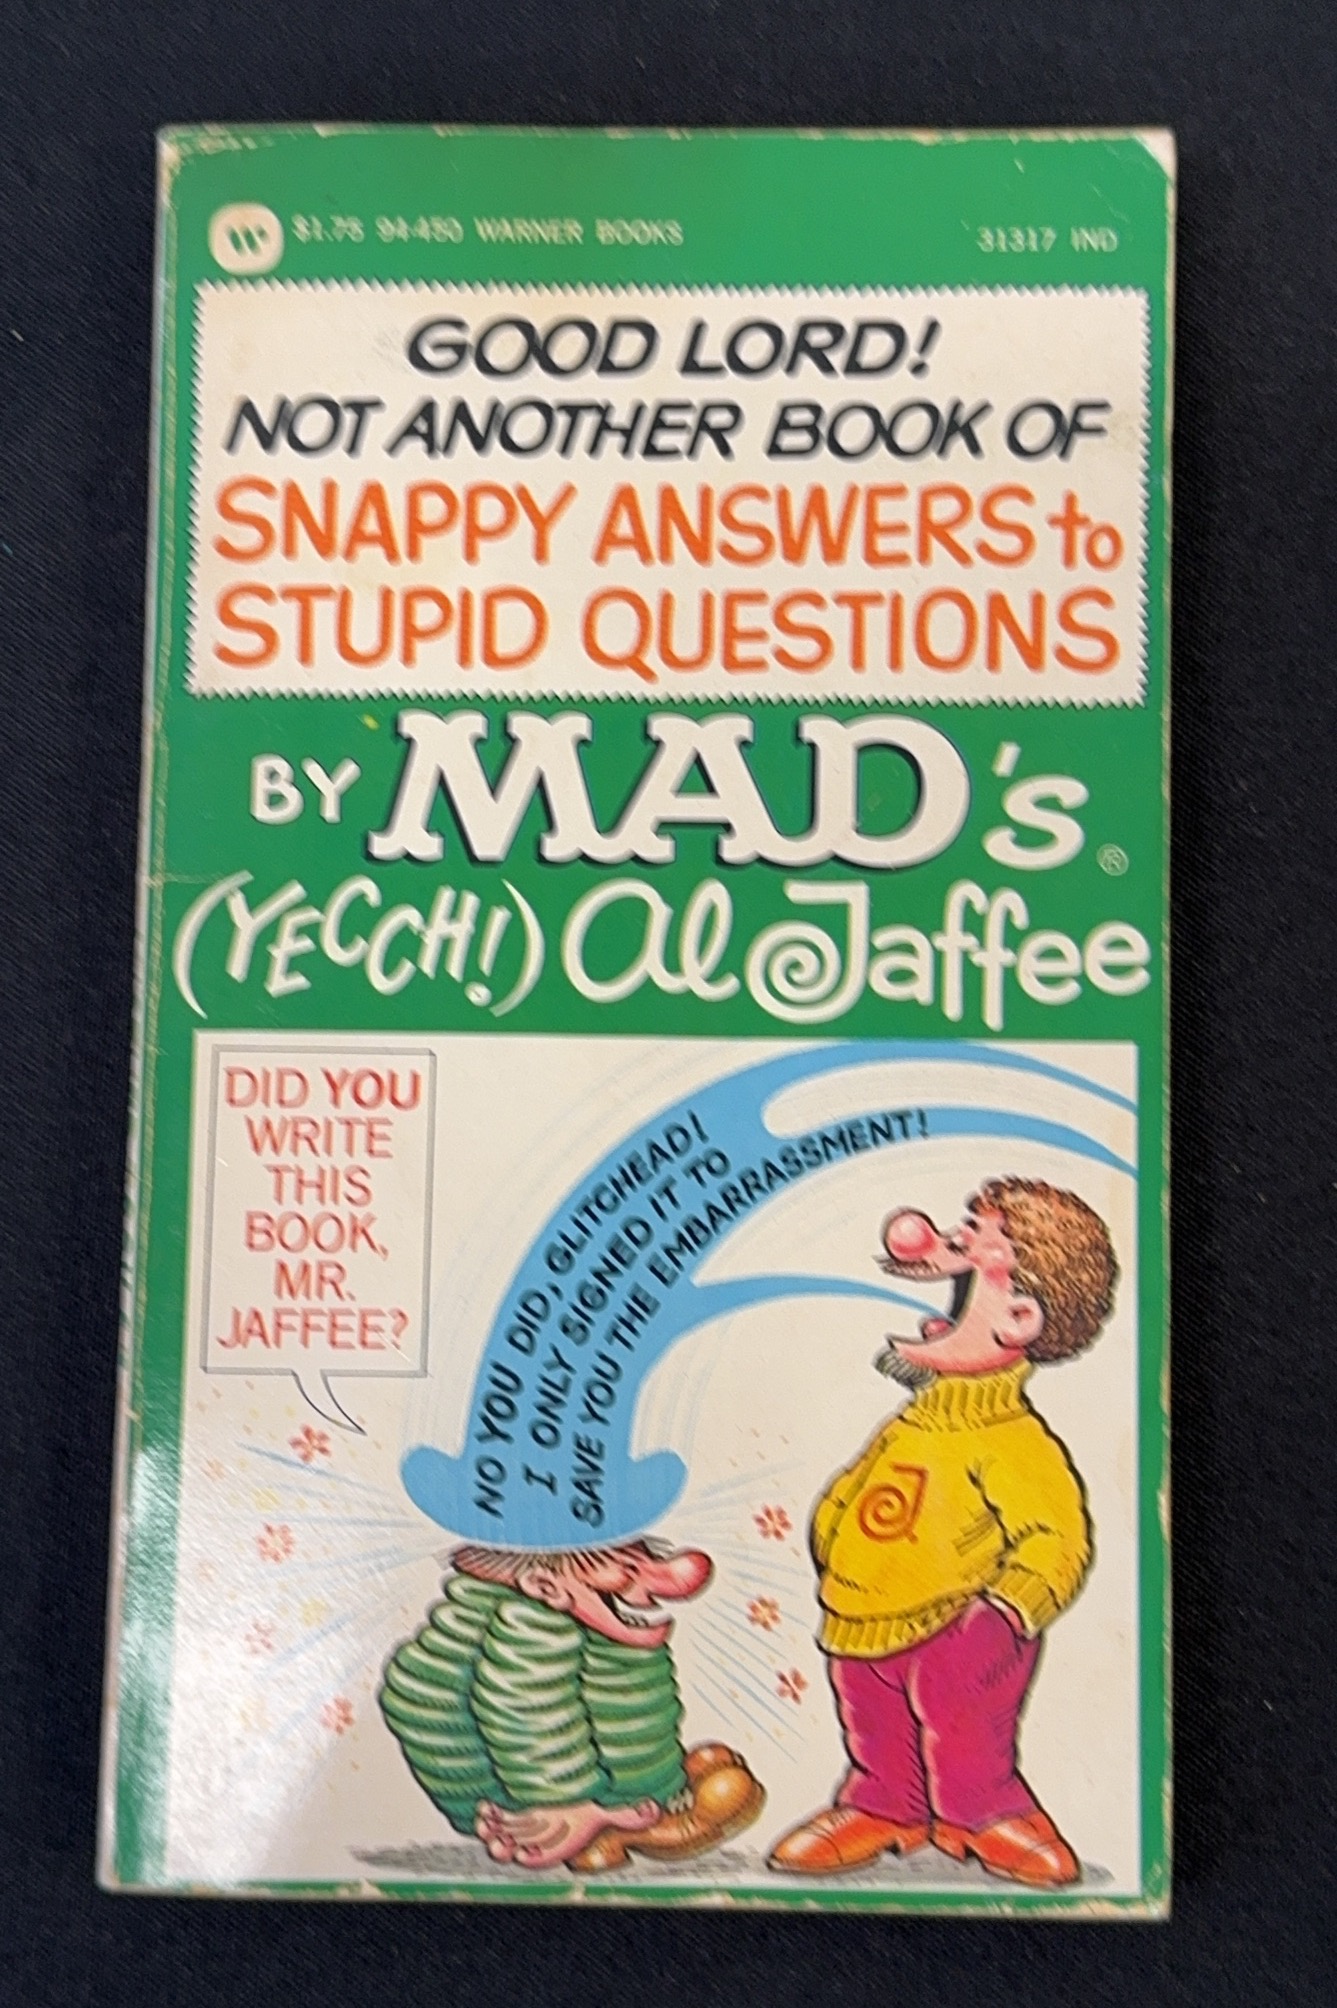 W $1.75 94-450 WARNER BOOKS 31317 IND
GOOD LORD!
NOT ANOTHER BOOK OF
SNAPPY ANSWERS to
STUPID QUESTIONS
BY MAD's®
(YECCH!) Al Jaffee
DID YOU
WRITE
THIS
BOOK,
MR.
JAFFEE?
NO YOU DID, GLITCHEAD!
I ONLY SIGNED IT TO
SAVE YOU THE EMBARRASSMENT!
AJ